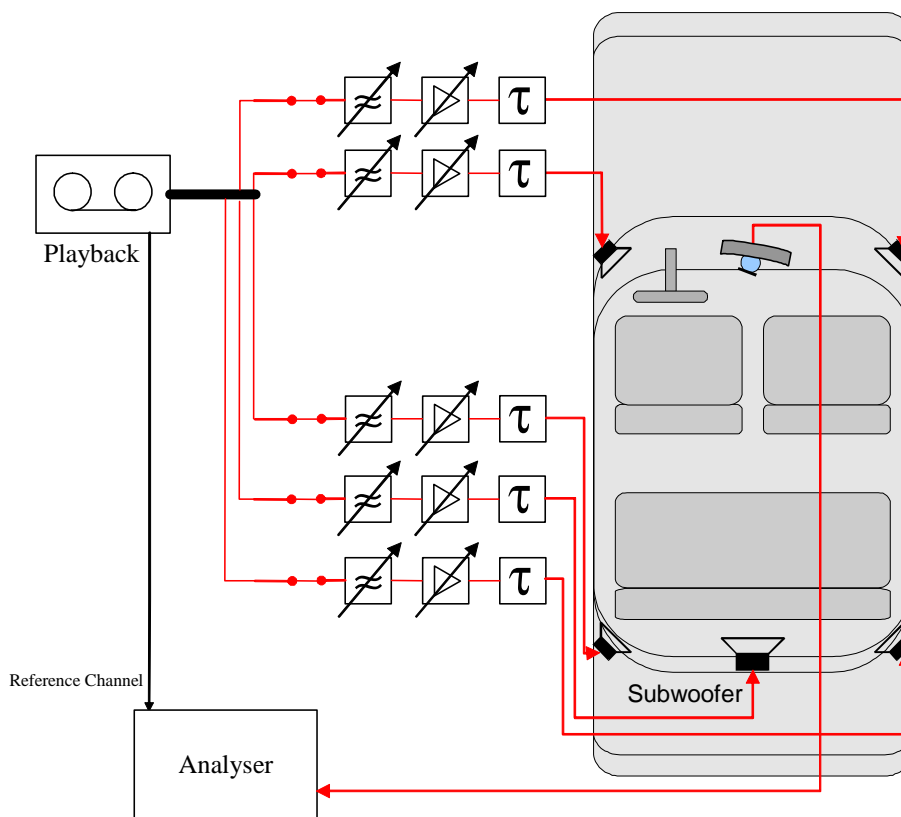 τ
τ
Playback
τ
τ
τ
Reference Channel
Subwoofer
Analyser